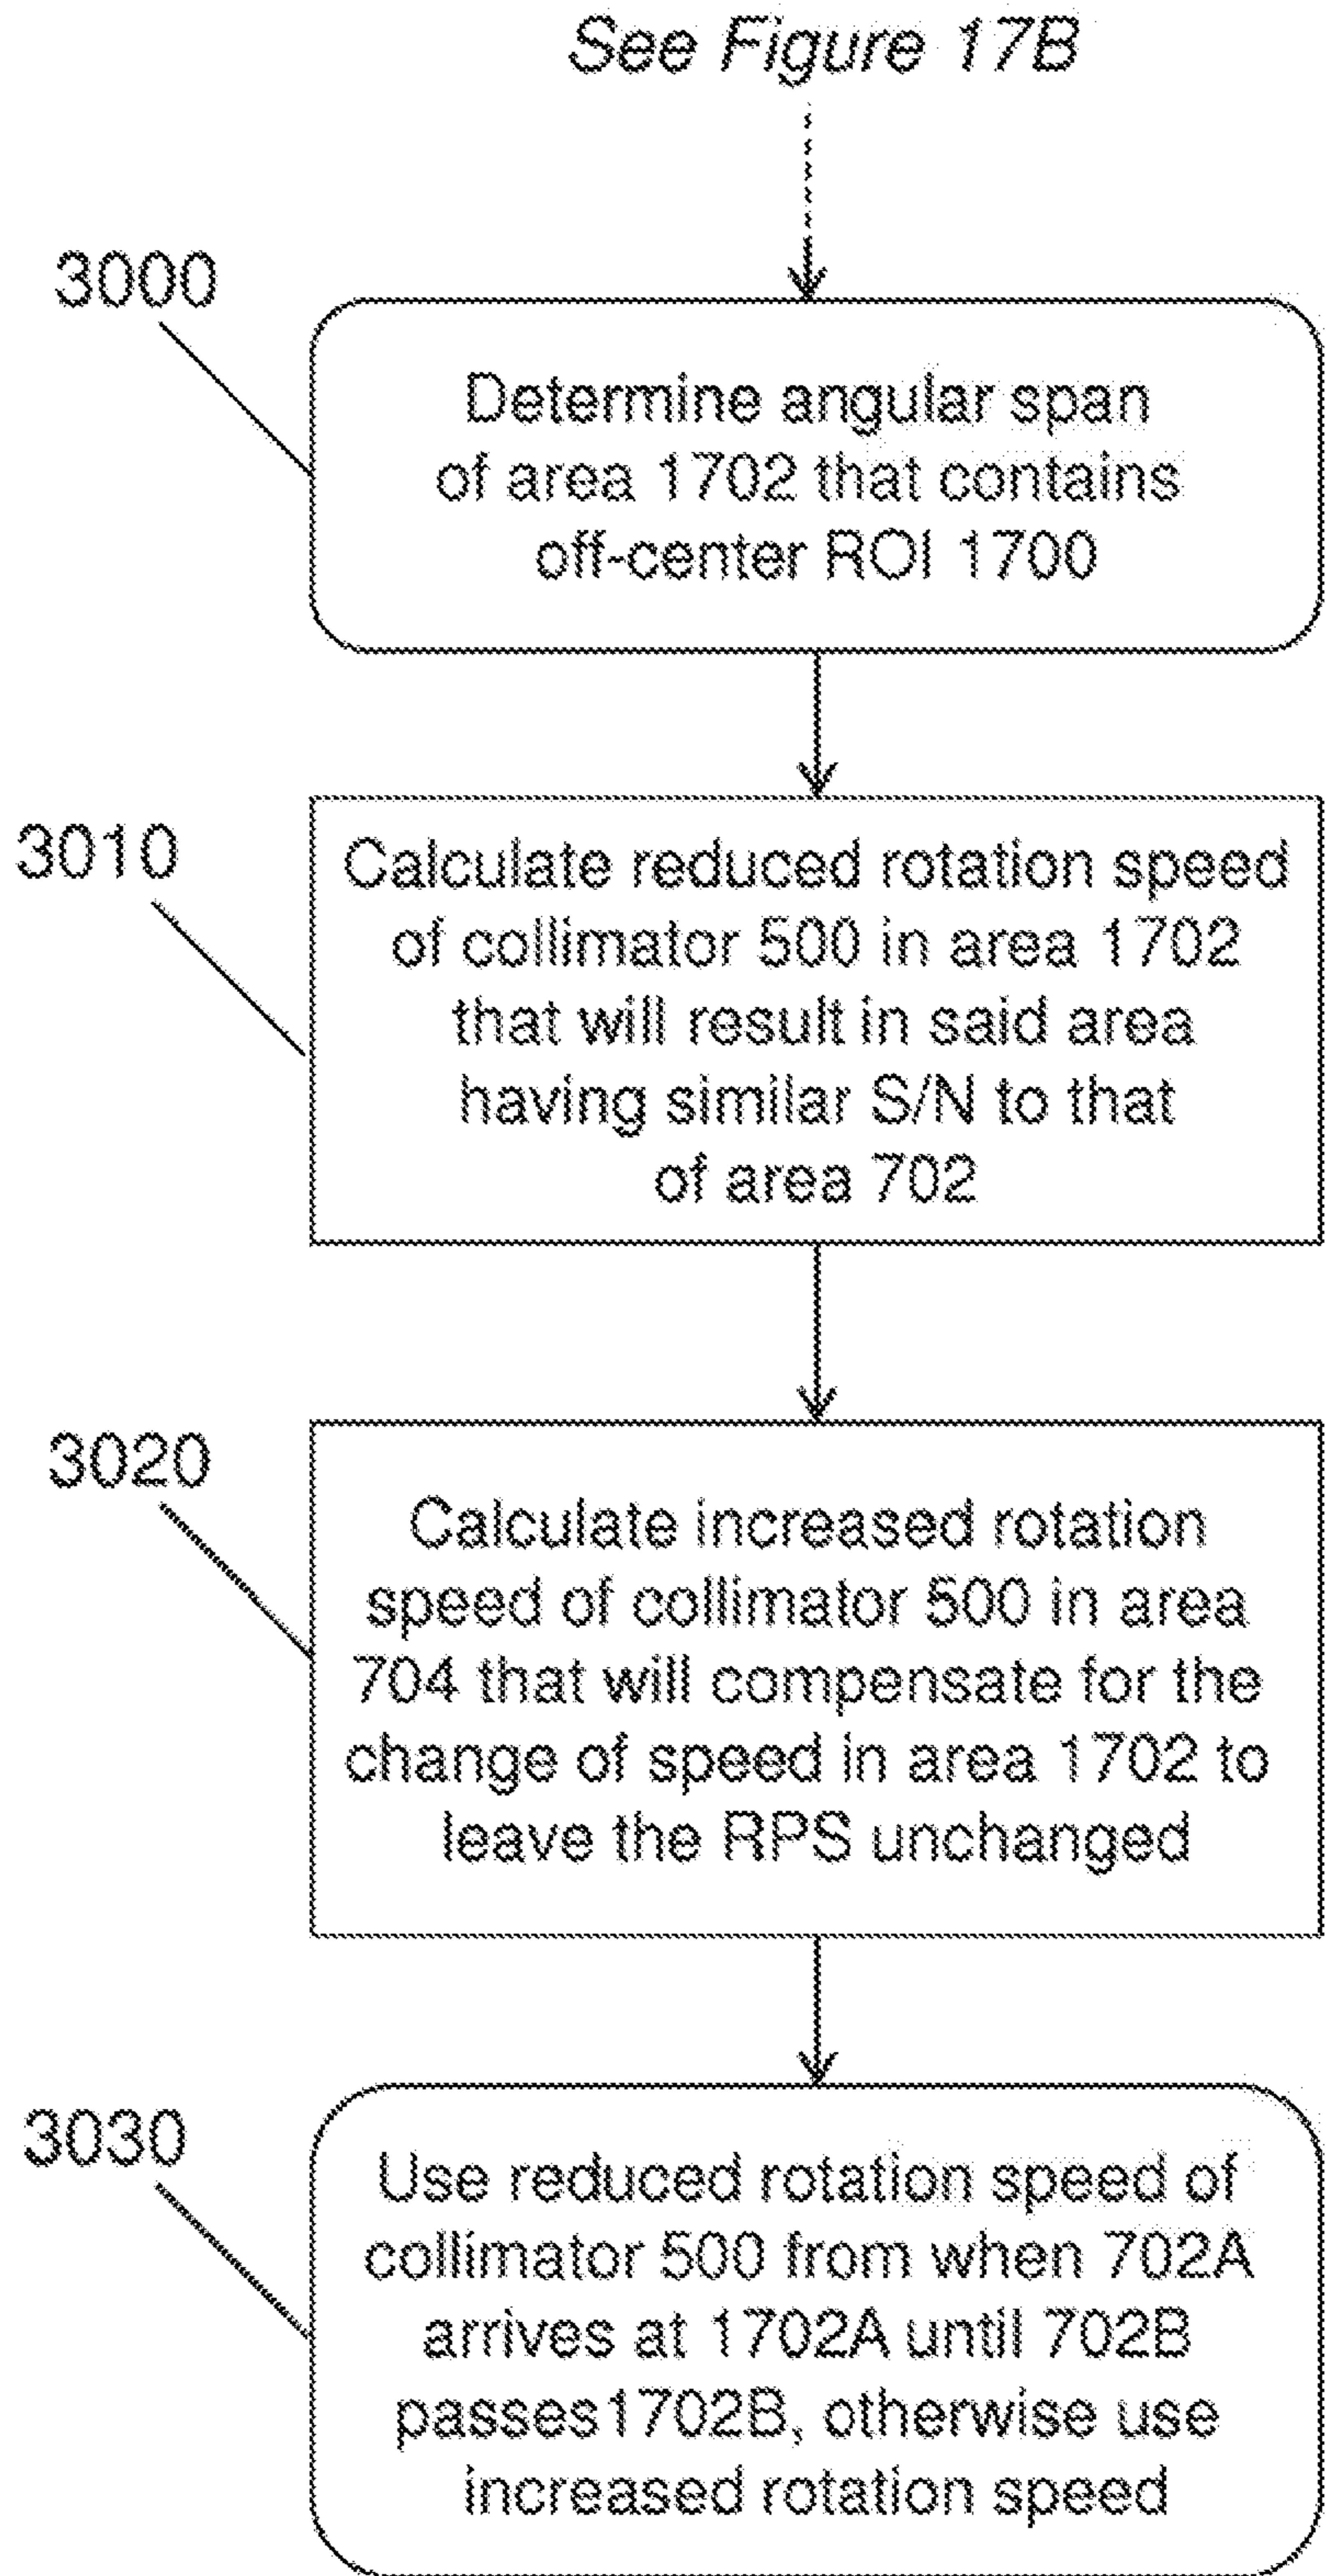 See Figure 17B
3000
Determine angular span
of area 1702 that contains
off-center ROI 1700
3010
Calculate reduced rotation speed
of collimator 500 in area 1702
that will result in said area
having similar S/N to that
of area 702
3020
Calculate increased rotation
speed of collimator 500 in area
704 that will compensate for the
change of speed in area 1702 to
leave the RPS unchanged
3030
Use reduced rotation speed of
collimator 500 from when 702A
arrives at 1702A until 702B
passes1702B, otherwise use
increased rotation speed